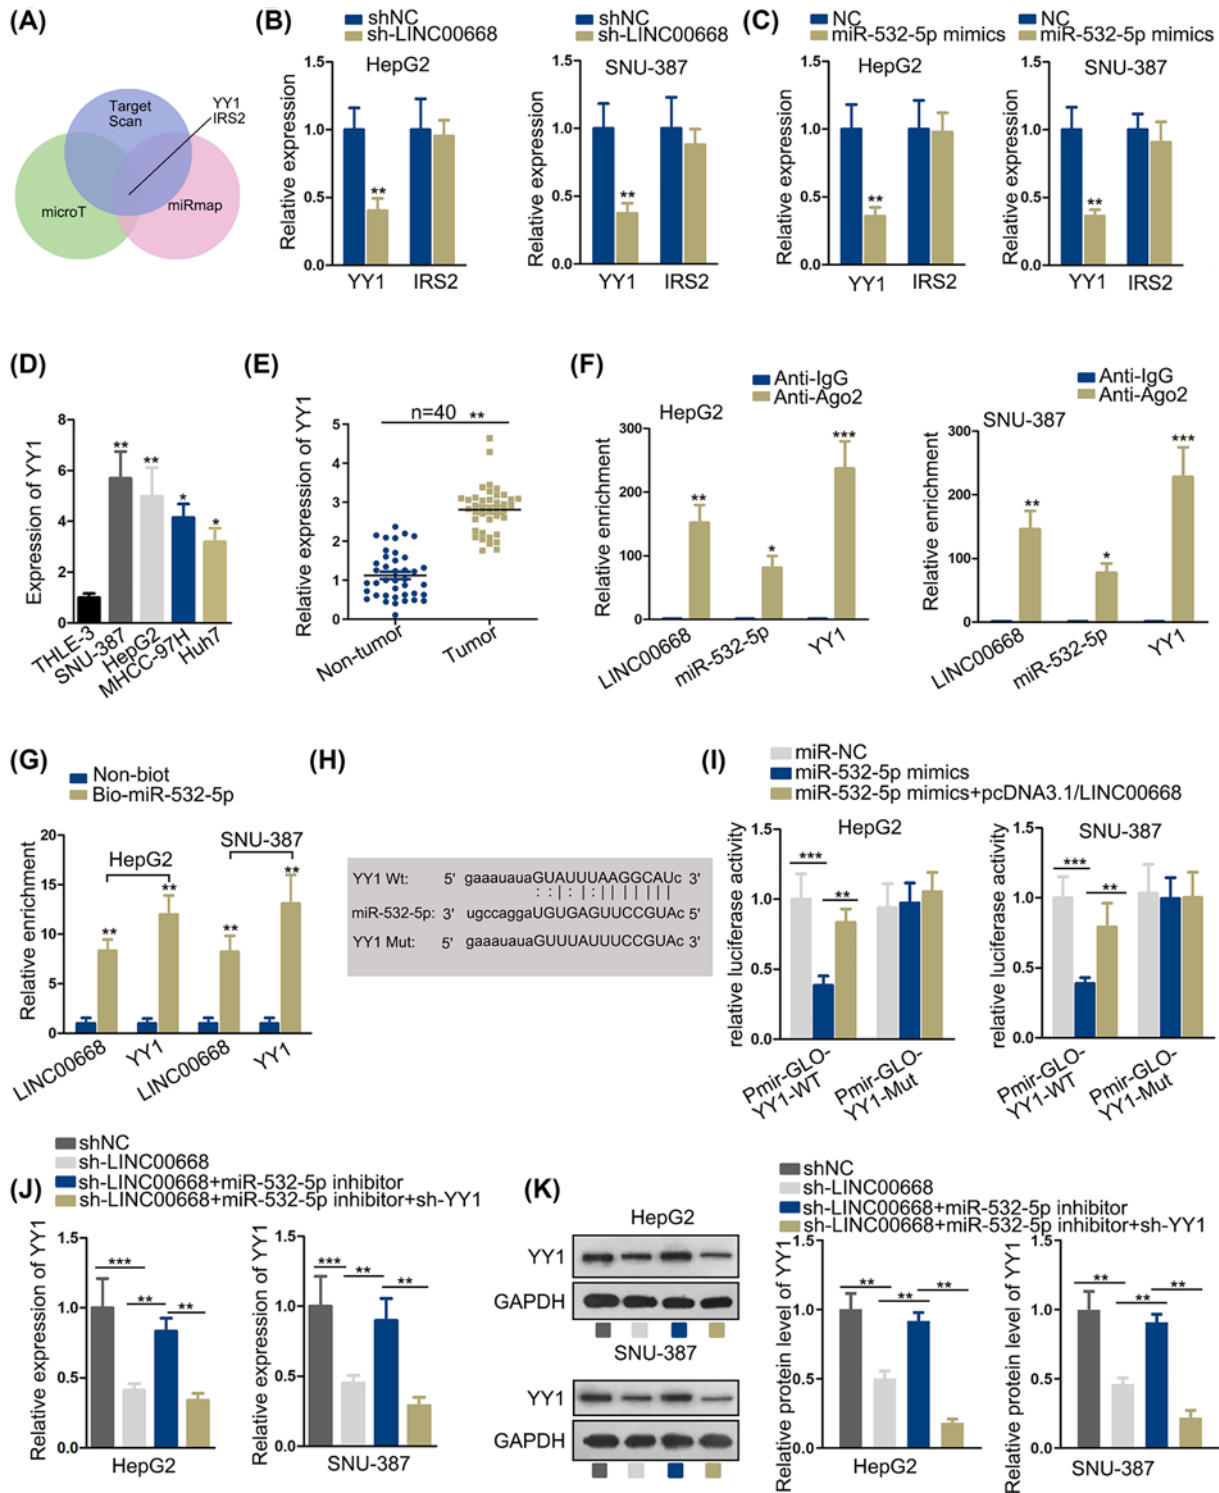 (A)
Target
Scan
microT
miRmap
YY1
IRS2
(B)
shNC
sh-LINC00668
HepG2
Relative expression
1.5
1.0
0.5
0.0
**
YY1
IRS2
shNC
sh-LINC00668
SNU-387
Relative expression
1.5
1.0
0.5
0.0
**
YY1
IRS2
(C)
NC
miR-532-5p mimics
HepG2
Relative expression
1.5
1.0
0.5
0.0
**
YY1
IRS2
NC
miR-532-5p mimics
SNU-387
Relative expression
1.5
1.0
0.5
0.0
**
YY1
IRS2
(D)
Expression of YY1
8
6
4
2
0
**
**
*
*
THLE-3
SNU-387
HepG2
MHCC-97H
Huh7
(E)
Relative expression of YY1
5
4
3
2
1
0
n=40 **
Non-tumor
Tumor
(F)
Anti-IgG
Anti-Ago2
HepG2
Relative enrichment
300
200
100
0
**
*
***
LINC00668
miR-532-5p
YY1
Anti-IgG
Anti-Ago2
SNU-387
Relative enrichment
300
200
100
0
**
*
***
LINC00668
miR-532-5p
YY1
(G)
Non-biot
Bio-miR-532-5p
Relative enrichment
20
15
10
5
0
HepG2
SNU-387
**
**
**
**
LINC00668
YY1
LINC00668
YY1
(H)
YY1 Wt: 5' gaaauauaGUAUUUAAGGCAUc 3'
: : | : | : | | | | | | |
miR-532-5p: 3' ugccaggaUGUGAGUUCCGUAc 5'
YY1 Mut: 5' gaaauauaGUUUAUUUCCGUAc 3'
(I)
miR-NC
miR-532-5p mimics
miR-532-5p mimics+pcDNA3.1/LINC00668
HepG2
relative luciferase activity
1.5
1.0
0.5
0.0
***
**
Pmir-GLO-
YY1-WT
Pmir-GLO-
YY1-Mut
SNU-387
relative luciferase activity
1.5
1.0
0.5
0.0
***
**
Pmir-GLO-
YY1-WT
Pmir-GLO-
YY1-Mut
(J)
shNC
sh-LINC00668
sh-LINC00668+miR-532-5p inhibitor
sh-LINC00668+miR-532-5p inhibitor+sh-YY1
Relative expression of YY1
1.5
1.0
0.5
0.0
***
**
**
HepG2
Relative expression of YY1
1.5
1.0
0.5
0.0
***
**
**
SNU-387
(K)
HepG2
YY1
GAPDH
SNU-387
YY1
GAPDH
shNC
sh-LINC00668
sh-LINC00668+miR-532-5p inhibitor
sh-LINC00668+miR-532-5p inhibitor+sh-YY1
Relative protein level of YY1
1.5
1.0
0.5
0.0
**
**
**
HepG2
Relative protein level of YY1
1.5
1.0
0.5
0.0
**
**
**
SNU-387